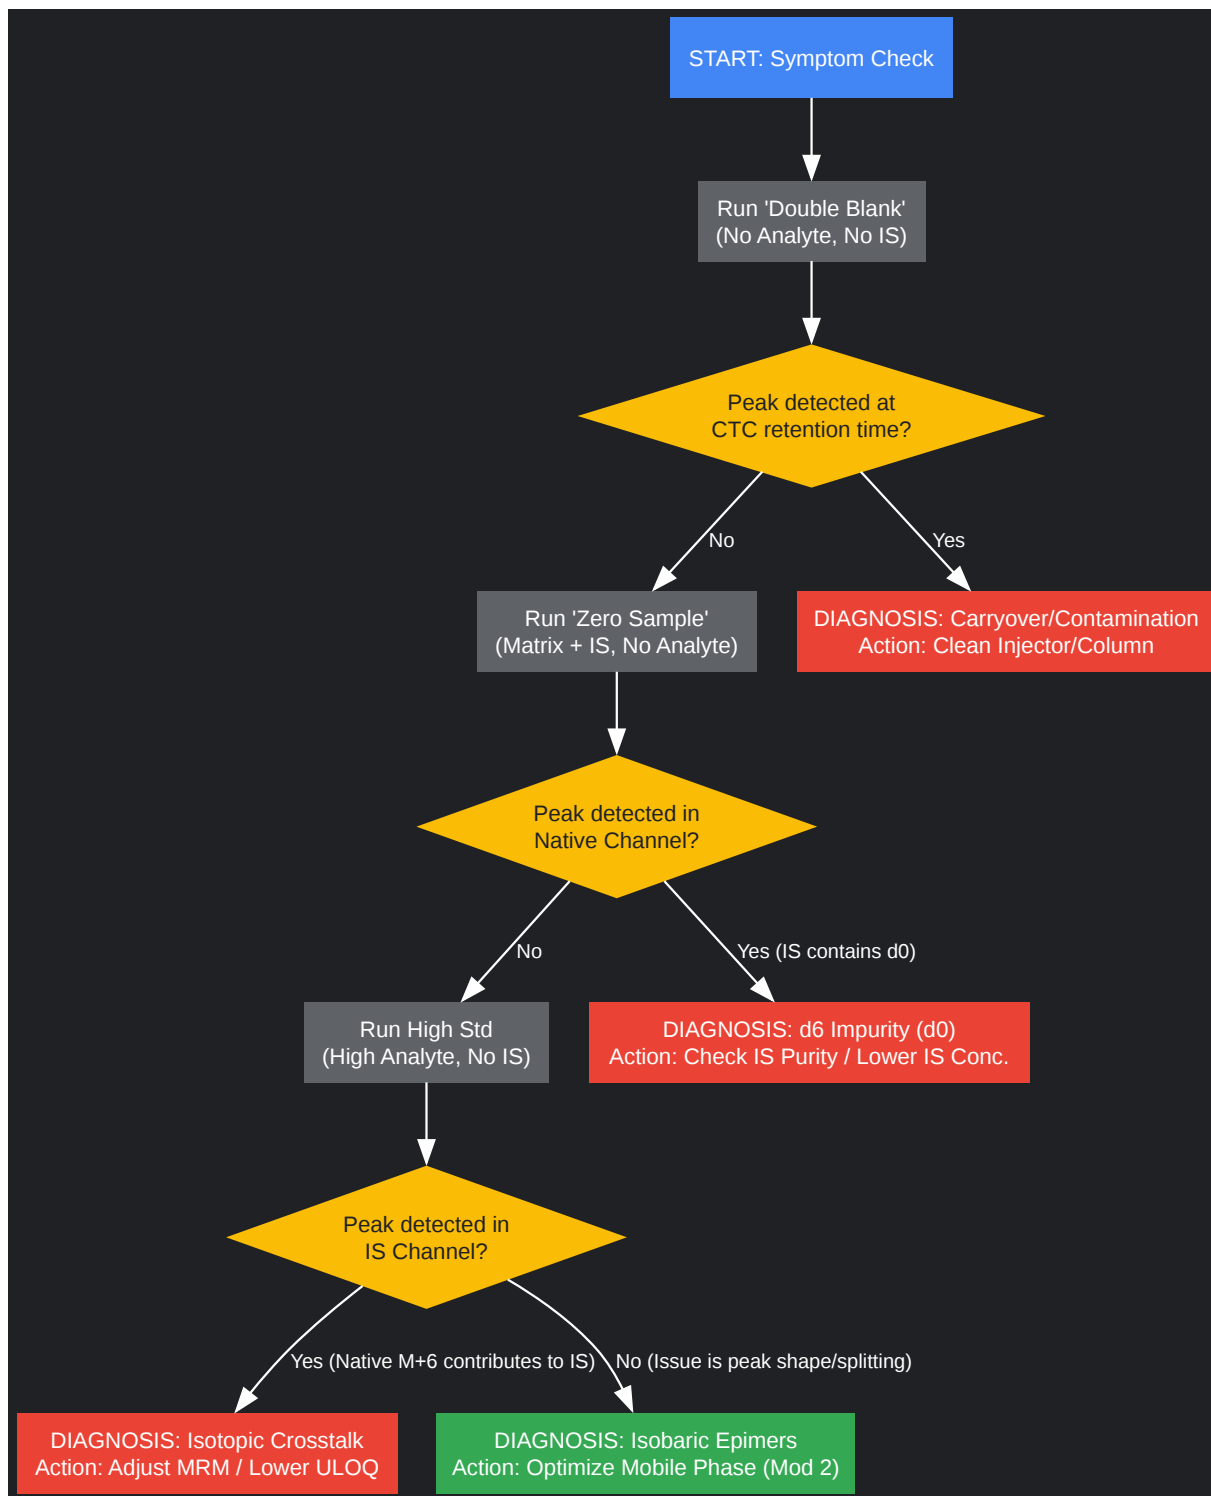 START: Symptom Check
Run 'Double Blank'
(No Analyte, No IS)
Peak detected at
CTC retention time?
No
Yes
Run 'Zero Sample'
(Matrix + IS, No Analyte)
DIAGNOSIS: Carryover/Contamination
Action: Clean Injector/Column
Peak detected in
Native Channel?
No
Yes (IS contains d0)
Run High Std
(High Analyte, No IS)
DIAGNOSIS: d6 Impurity (d0)
Action: Check IS Purity / Lower IS Conc.
Peak detected in
IS Channel?
Yes (Native M+6 contributes to IS)
No (Issue is peak shape/splitting)
DIAGNOSIS: Isotopic Crosstalk
Action: Adjust MRM / Lower ULOQ
DIAGNOSIS: Isobaric Epimers
Action: Optimize Mobile Phase (Mod 2)